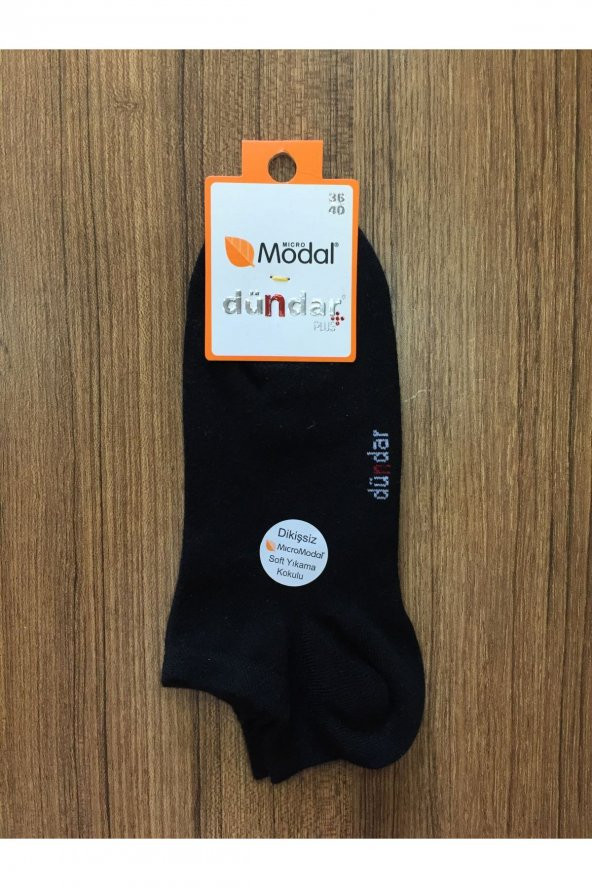 36
40
MICRO
Modal®
dündar®
PLUS+
dündar
Dikişsiz
MicroModal®
Soft Yıkama
Kokulu